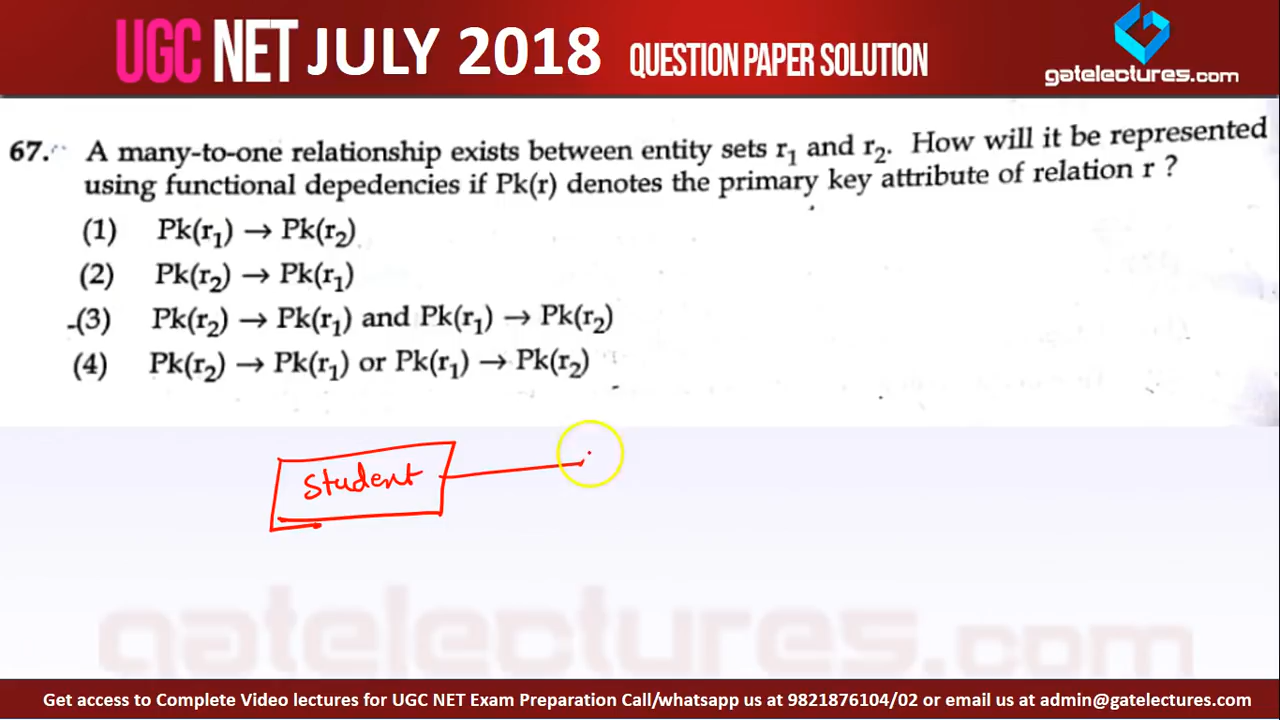 UGC NET JULY 2018 QUESTION PAPER SOLUTION
gatelectures.com
67. A many-to-one relationship exists between entity sets r₁ and r₂. How will it be represented
using functional depedencies if Pk(r) denotes the primary key attribute of relation r ?
(1) Pk(r₁) → Pk(r₂)
(2) Pk(r₂) → Pk(r₁)
-(3) Pk(r₂) → Pk(r₁) and Pk(r₁) → Pk(r₂)
(4) Pk(r₂) → Pk(r₁) or Pk(r₁) → Pk(r₂)
Student
gatelectures.com
Get access to Complete Video lectures for UGC NET Exam Preparation Call/whatsapp us at 9821876104/02 or email us at admin@gatelectures.com